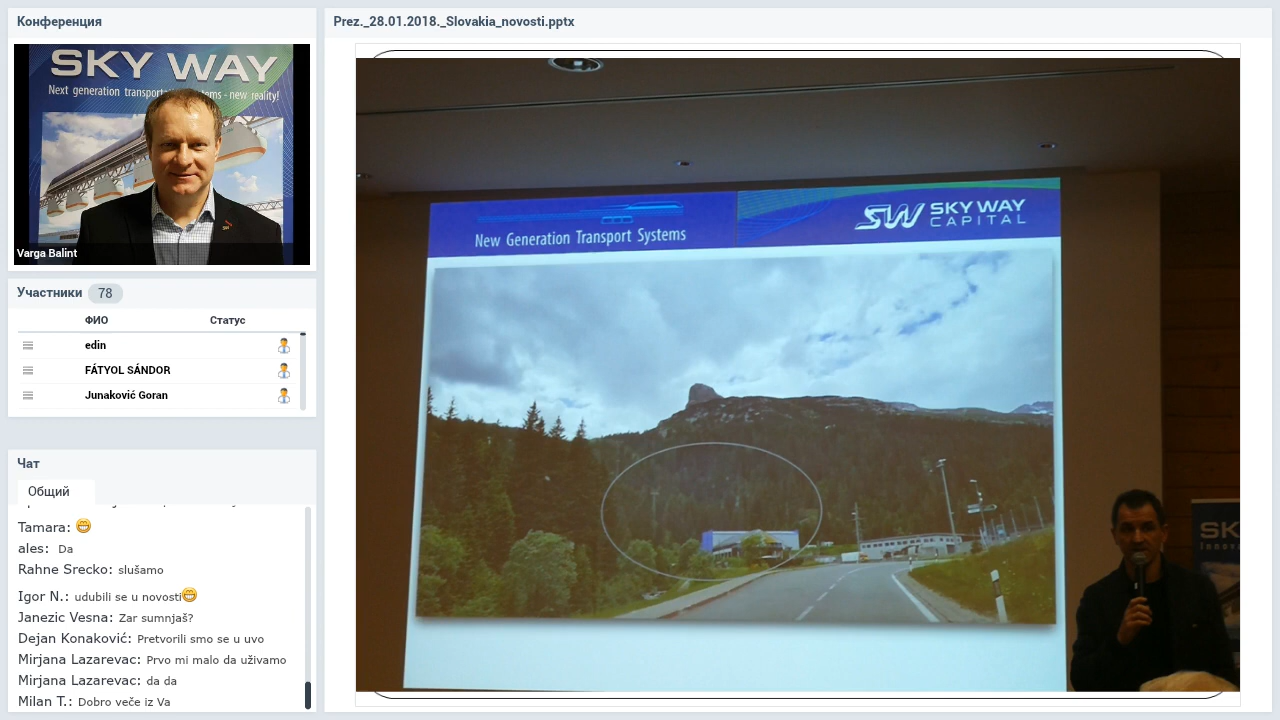 Конференция
SKY WAY
Next generation transportation systems - new reality!
Varga Balint
Участники 78
ФИО Статус
edin
FÁTYOL SÁNDOR
Junaković Goran
Чат
Общий
Tamara:
ales: Da
Rahne Srecko: slušamo
Igor N.: udubili se u novosti
Janezic Vesna: Zar sumnjaš?
Dejan Konaković: Pretvorili smo se u uvo
Mirjana Lazarevac: Prvo mi malo da uživamo
Mirjana Lazarevac: da da
Milan T.: Dobro veče iz Va
Prez._28.01.2018._Slovakia_novosti.pptx
New Generation Transport Systems
SW SKY WAY
CAPITAL
SK
Innova